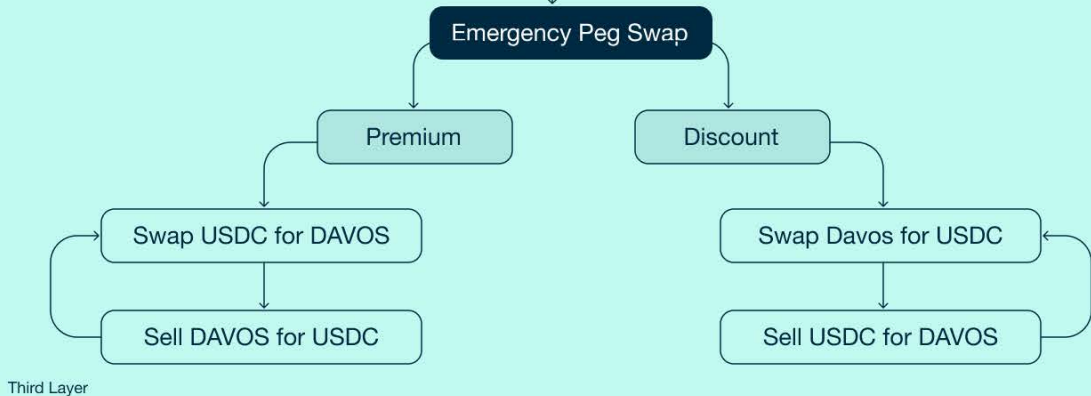 Emergency Peg Swap
Premium
Discount
Swap USDC for DAVOS
Swap Davos for USDC
Sell DAVOS for USDC
Sell USDC for DAVOS
Third Layer